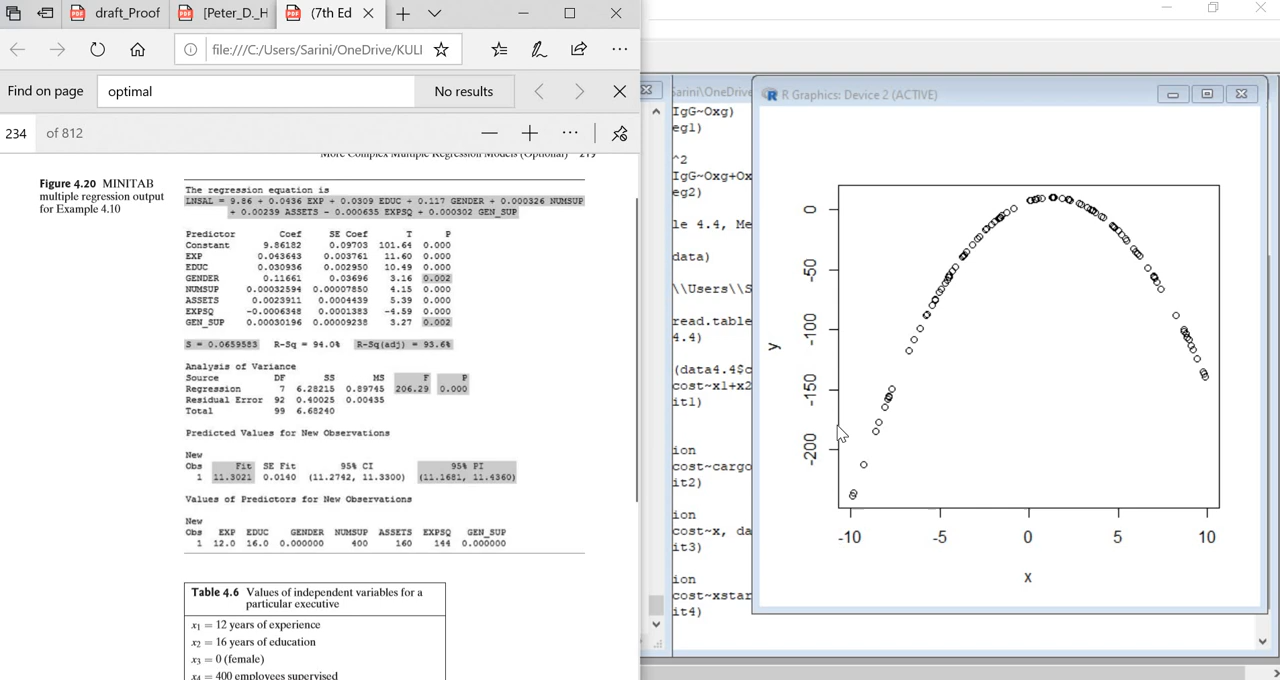 draft_Proof
[Peter_D._H
(7th Ed
file:///C:/Users/Sarini/OneDrive/KULI
Find on page
optimal
No results
234 of 812
More Complex Multiple Regression Models (Optional) 219
Figure 4.20 MINITAB
multiple regression output
for Example 4.10
The regression equation is
LNSAL = 9.86 + 0.0436 EXP + 0.0309 EDUC + 0.117 GENDER + 0.000326 NUMSUP
+ 0.00239 ASSETS - 0.000635 EXPSQ + 0.000302 GEN_SUP
Predictor Coef SE Coef T P
Constant 9.86182 0.09703 101.64 0.000
EXP 0.043643 0.003761 11.60 0.000
EDUC 0.030936 0.002950 10.49 0.000
GENDER 0.11661 0.03696 3.16 0.002
NUMSUP 0.00032594 0.00007850 4.15 0.000
ASSETS 0.0023911 0.0004439 5.39 0.000
EXPSQ -0.0006348 0.0001383 -4.59 0.000
GEN_SUP 0.00030196 0.00009238 3.27 0.002
S = 0.0659583 R-Sq = 94.0% R-Sq(adj) = 93.6%
Analysis of Variance
Source DF SS MS F P
Regression 7 6.28215 0.89745 206.29 0.000
Residual Error 92 0.40025 0.00435
Total 99 6.68240
Predicted Values for New Observations
New
Obs Fit SE Fit 95% CI 95% PI
1 11.3021 0.0140 (11.2742, 11.3300) (11.1681, 11.4360)
Values of Predictors for New Observations
New
Obs EXP EDUC GENDER NUMSUP ASSETS EXPSQ GEN_SUP
1 12.0 16.0 0.000000 400 160 144 0.000000
Table 4.6 Values of independent variables for a
particular executive
x1 = 12 years of experience
x2 = 16 years of education
x3 = 0 (female)
x4 = 400 employees supervised
Sarini\OneDrive
IgG~Oxg)
eg1)
^2
IgG~Oxg+Ox
eg2)
le 4.4, Me
data)
\\Users\\S
read.table
4.4)
(data4.4$c
cost~x1+x2
it1)
ion
cost~cargo
it2)
ion
cost~x, da
it3)
ion
cost~xstar
it4)
R Graphics: Device 2 (ACTIVE)
0
-50
-100
-150
-200
y
-10 -5 0 5 10
x